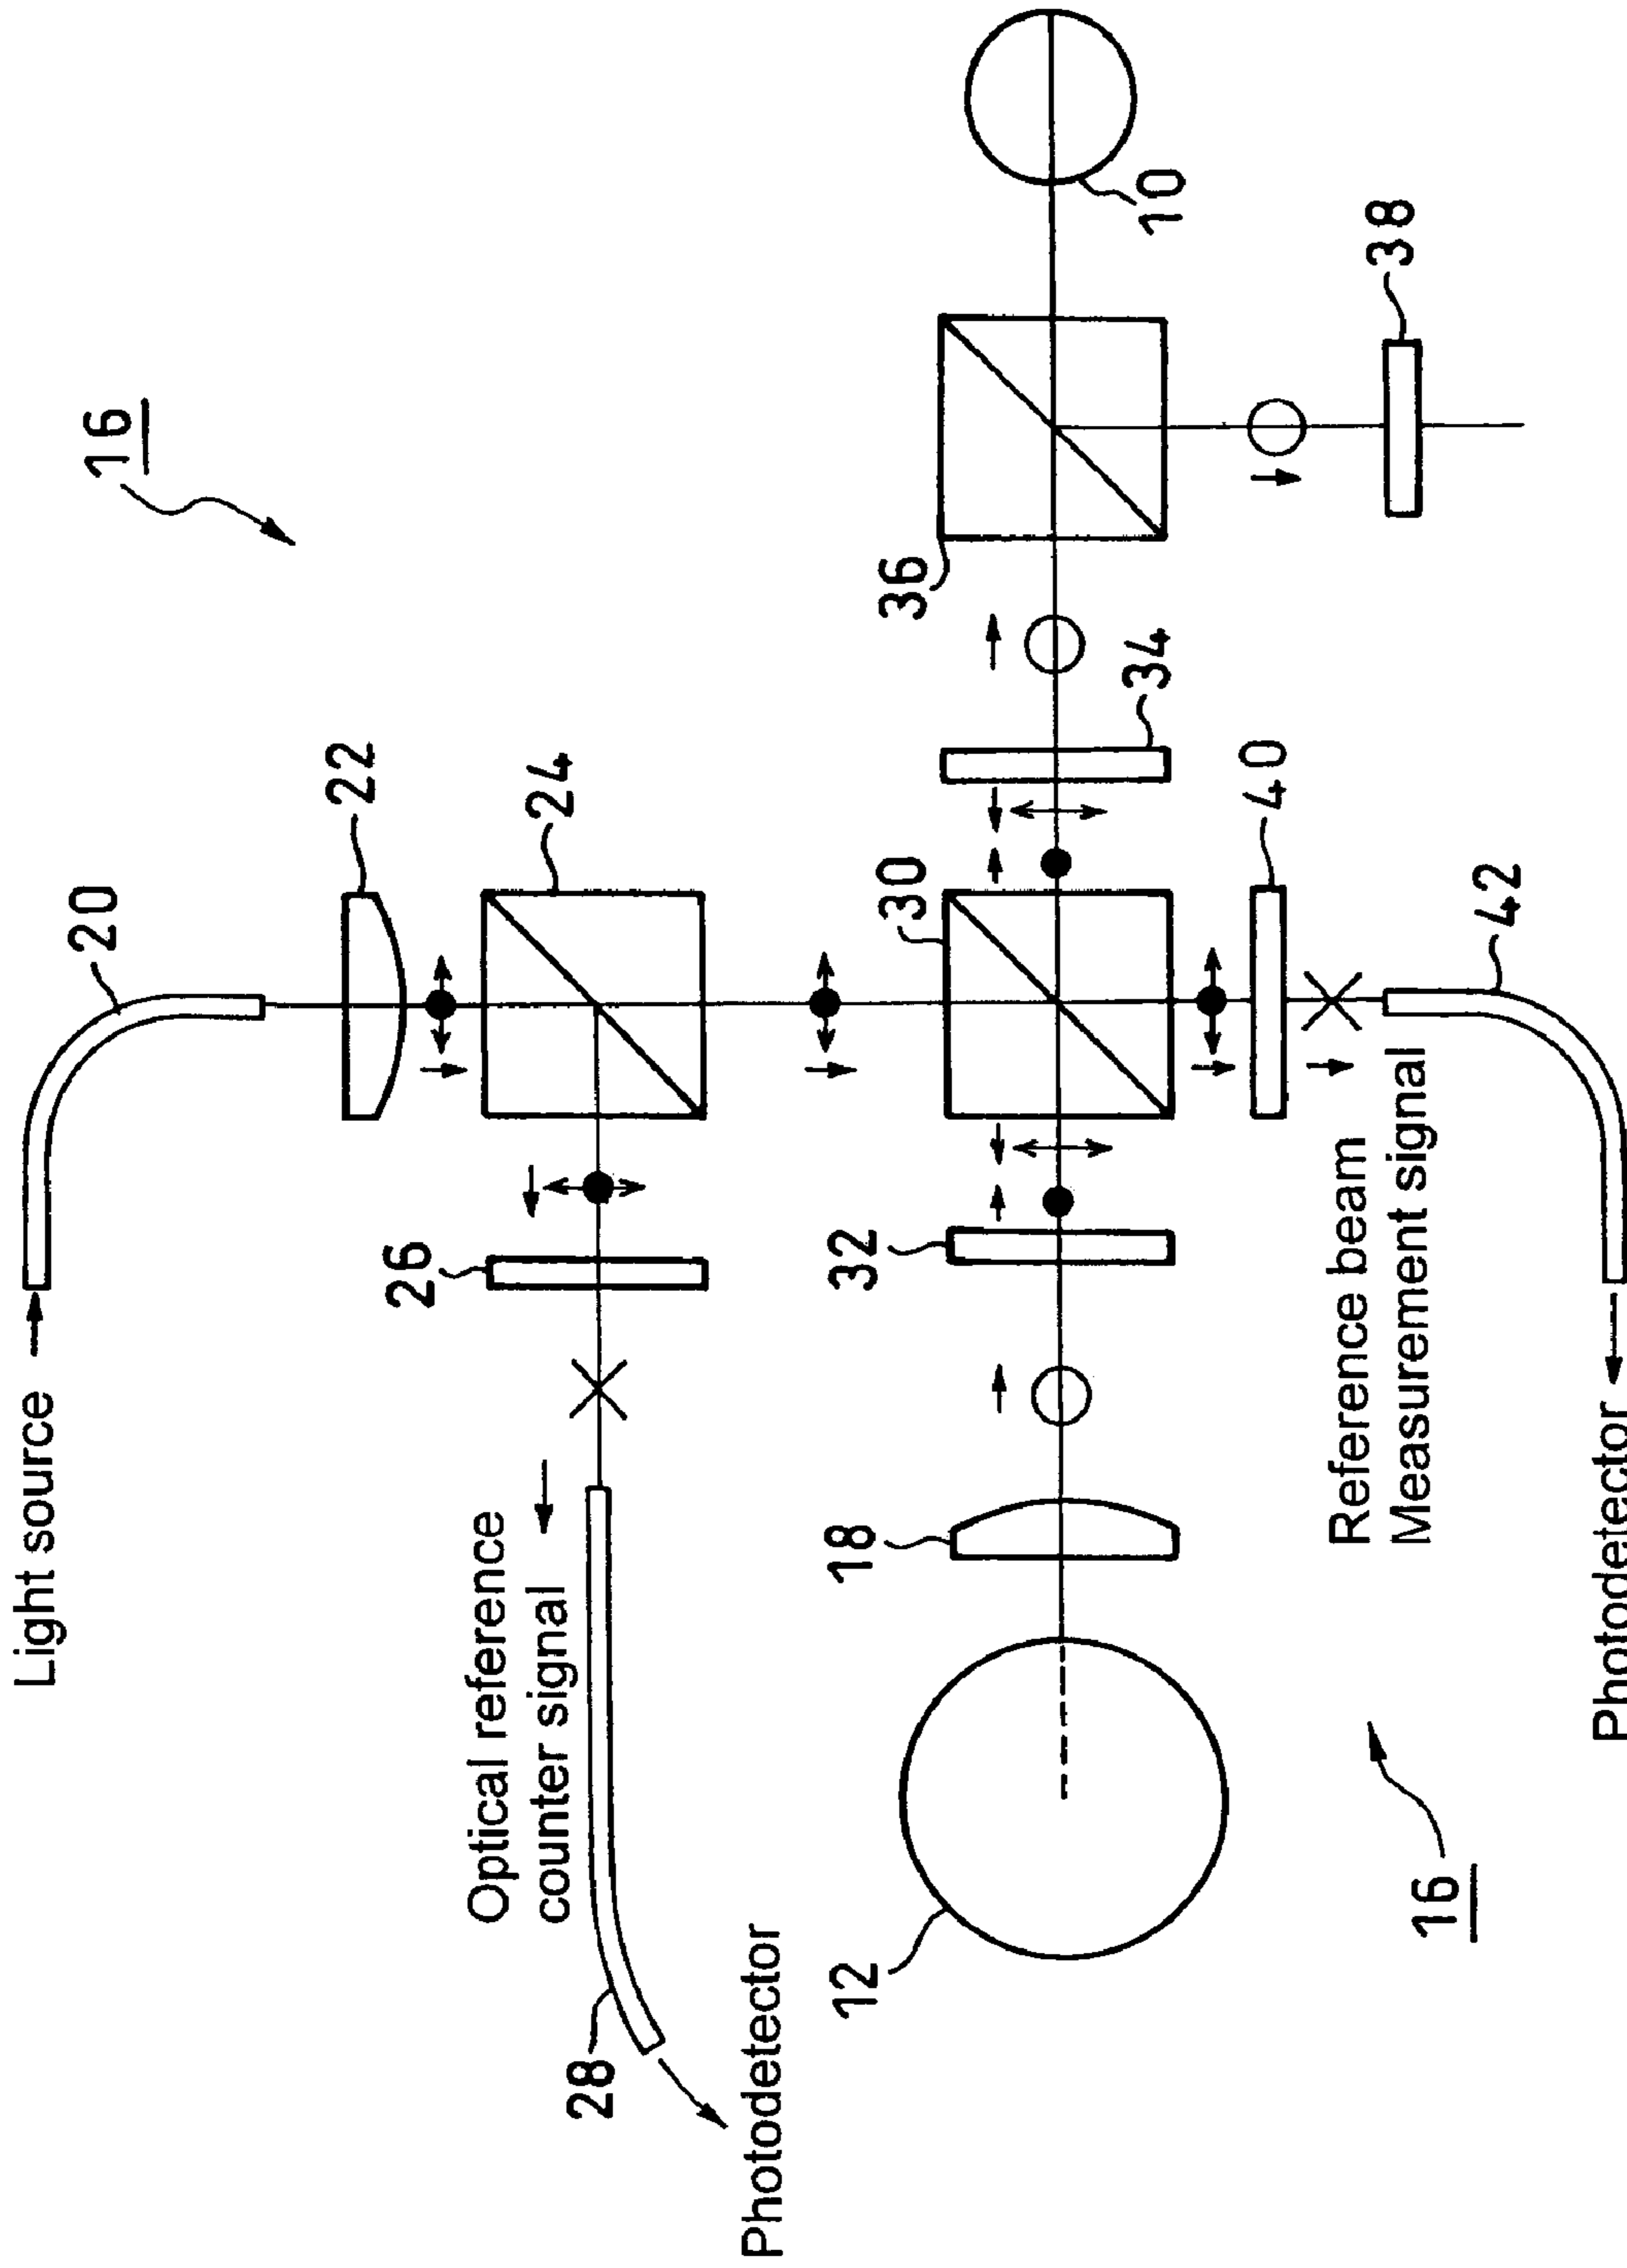 16
Light source
20
22
24
26
Optical reference
counter signal
28
Photodetector
30
32
34
36
10
38
18
12
40
Reference beam
Measurement signal
42
Photodetector
16